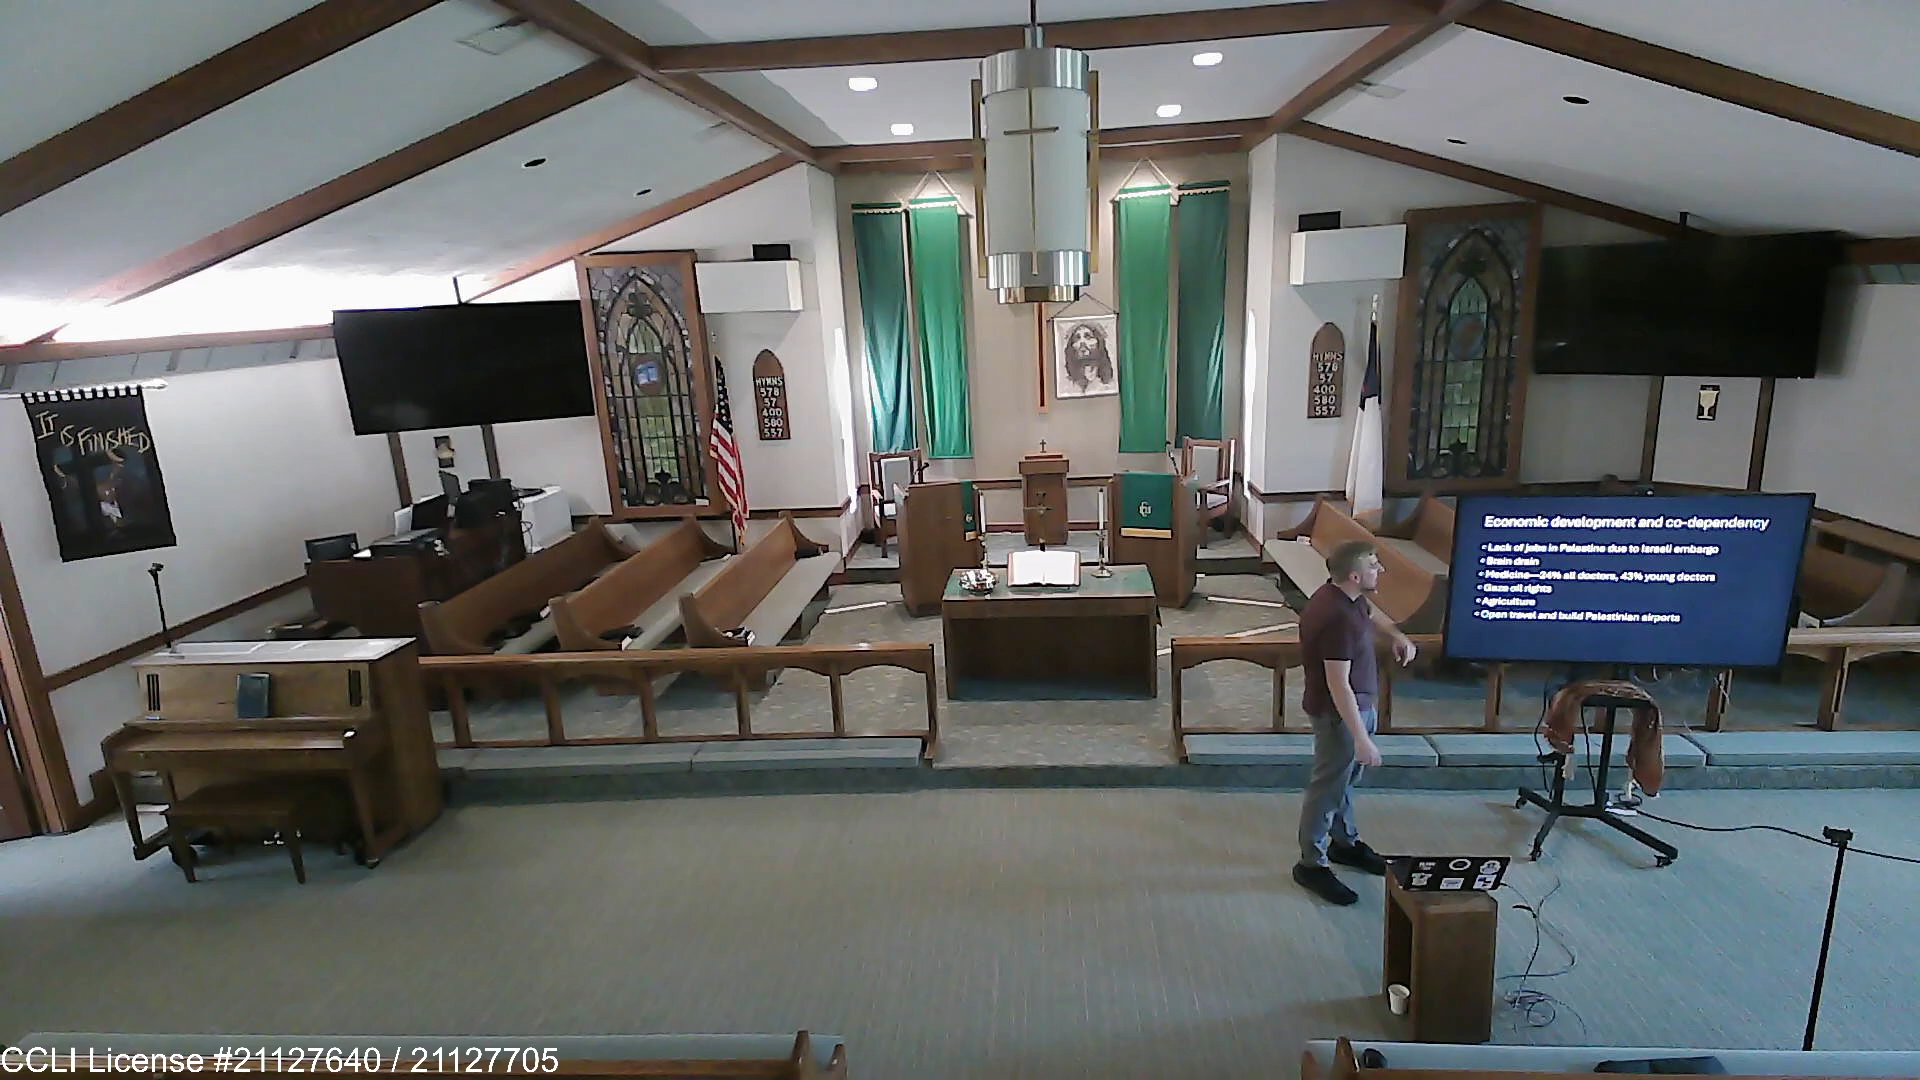 IT
IS FINISHED
HYMNS
578
57
400
580
557
HYMNS
578
57
400
580
557
Economic development and co-dependency
• Lack of jobs in Palestine due to Israeli embargo
• Brain drain
• Medicine—24% all doctors, 43% young doctors
• Gaza oil rights
• Agriculture
• Open travel and build Palestinian airports
CCLI License #21127640 / 21127705